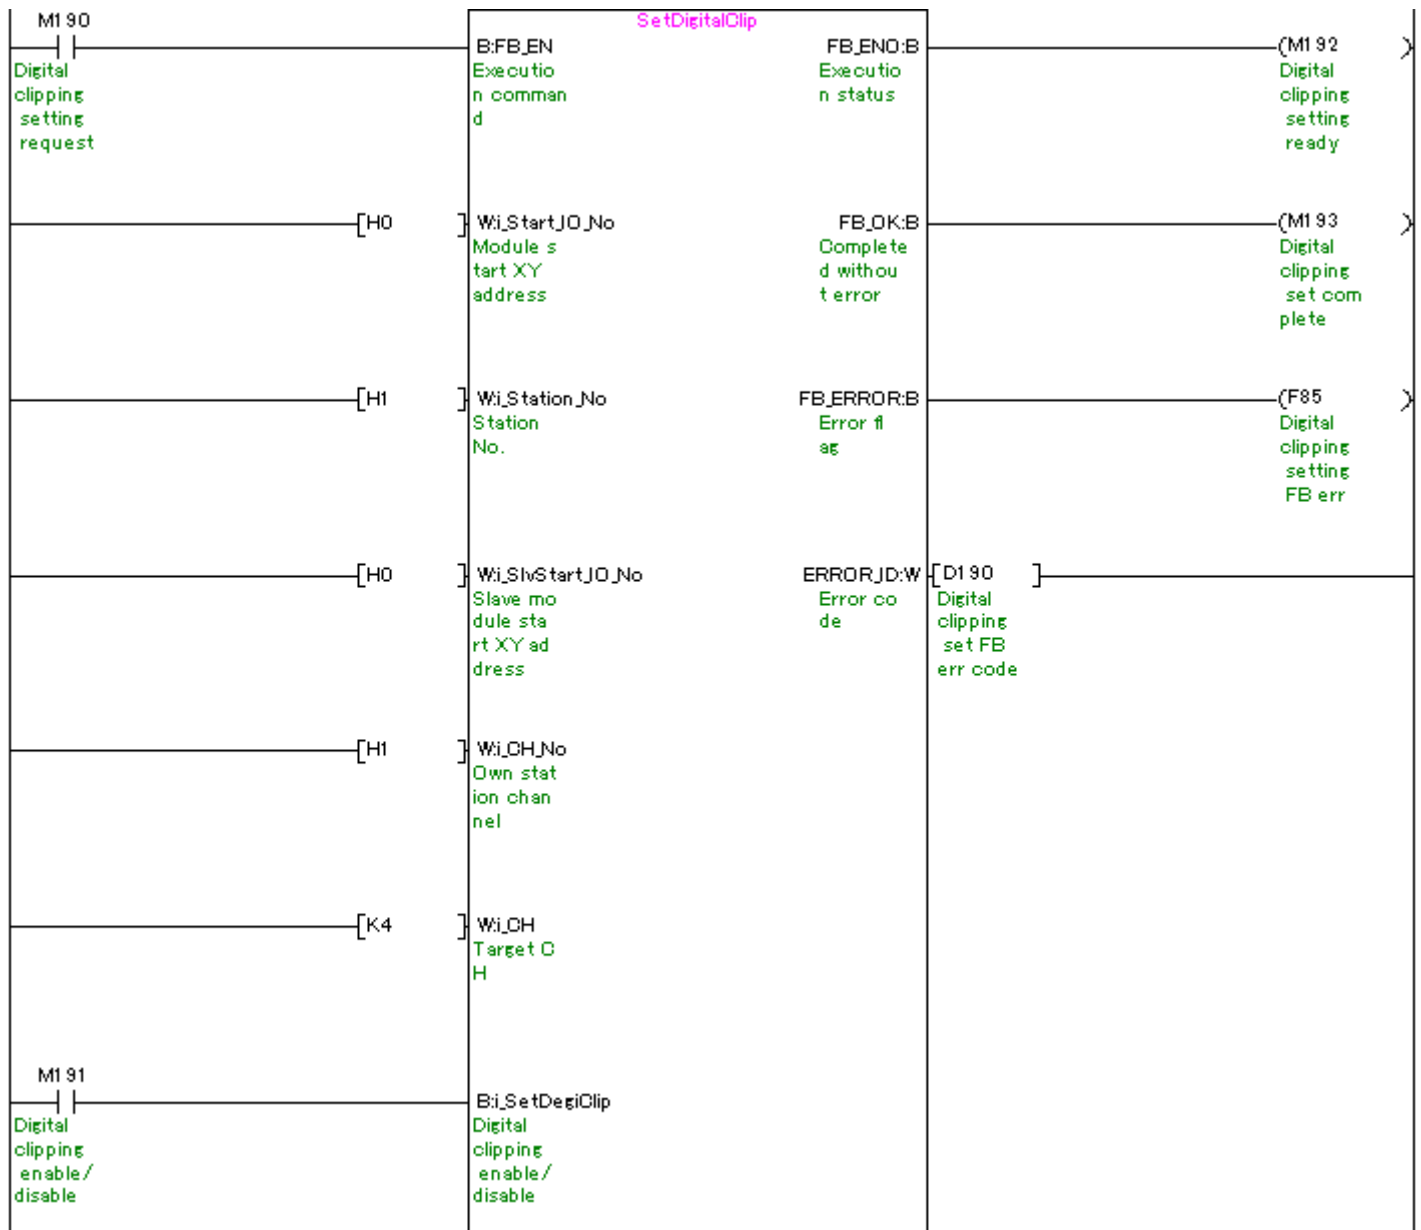 M190
SetDigitalClip
B:FB_EN
FB_ENO:B
(M192 )
Digital
clipping
setting
request
Executio
n comman
d
Executio
n status
Digital
clipping
setting
ready
[H0 ]
W:i_Start_IO_No
FB_OK:B
(M193 )
Module s
tart XY
address
Complete
d withou
t error
Digital
clipping
set com
plete
[H1 ]
W:i_Station_No
FB_ERROR:B
(F85 )
Station
No.
Error fl
ag
Digital
clipping
setting
FB err
[H0 ]
W:i_SlvStart_IO_No
ERROR_ID:W
[D190 ]
Slave mo
dule sta
rt XY ad
dress
Error co
de
Digital
clipping
set FB
err code
[H1 ]
W:i_CH_No
Own stat
ion chan
nel
[K4 ]
W:i_CH
Target C
H
M191
B:i_SetDegiClip
Digital
clipping
enable/
disable
Digital
clipping
enable/
disable